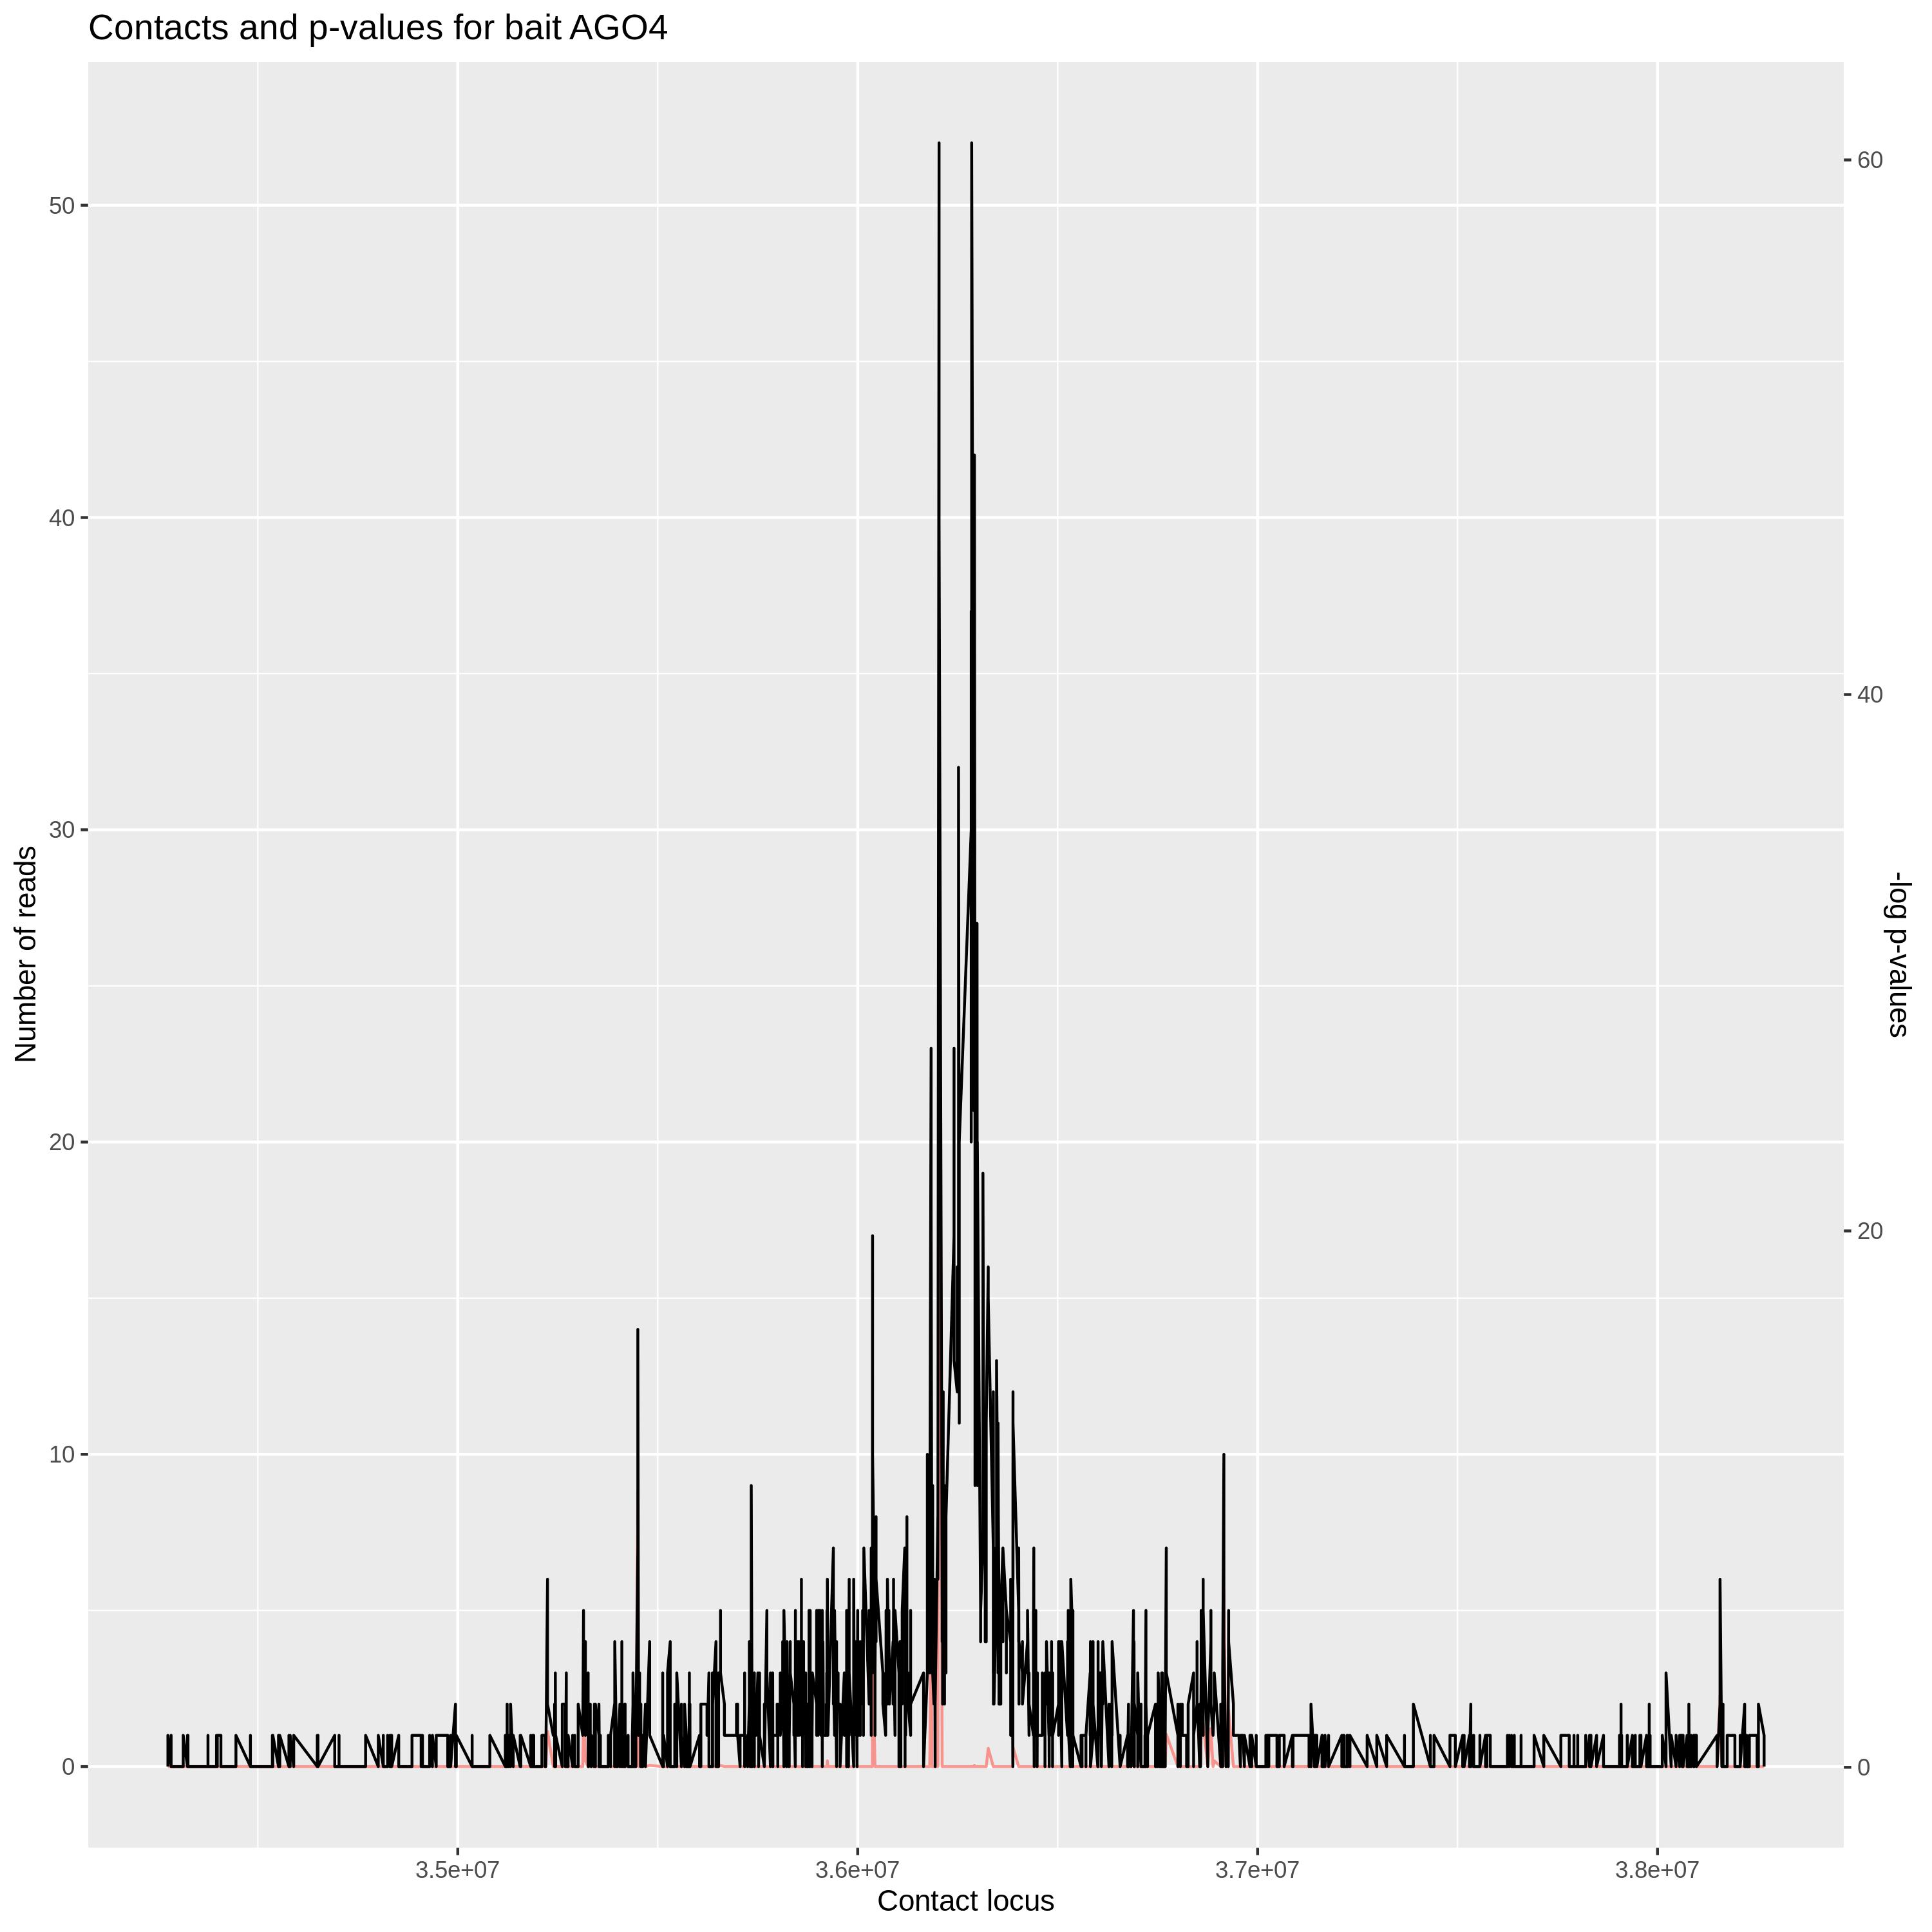 Contacts and p-values for bait AGO4
50
40
30
20
10
0
Number of reads
60
40
20
0
-log p-values
3.5e+07
3.6e+07
3.7e+07
3.8e+07
Contact locus